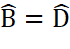 B̂ = D̂